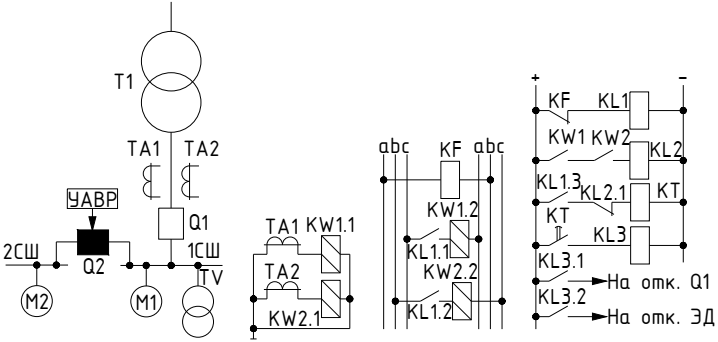 T1
TA1 TA2
УАВР
Q1
2СШ
1СШ
Q2
TV
M2
M1
TA1
KW1.1
TA2
KW2.1
abc
KF
abc
KW1.2
KL1.1
KW2.2
KL1.2
+
−
KF
KL1
KW1
KW2
KL2
KL1.3
KL2.1
KT
KT
KL3
KL3.1
На отк. Q1
KL3.2
На отк. ЭД